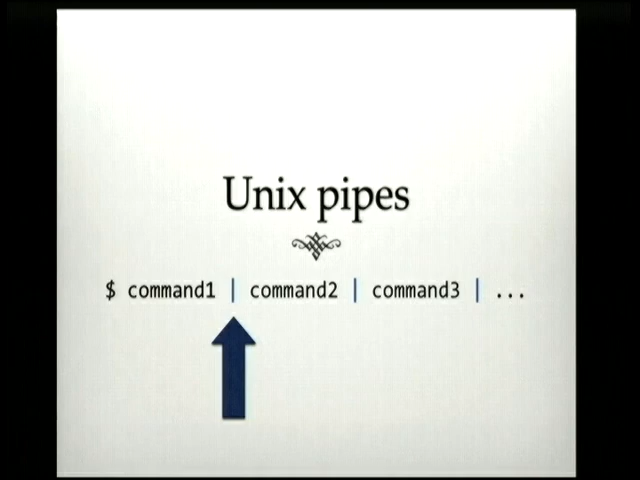 Unix pipes
$ command1 | command2 | command3 | ...